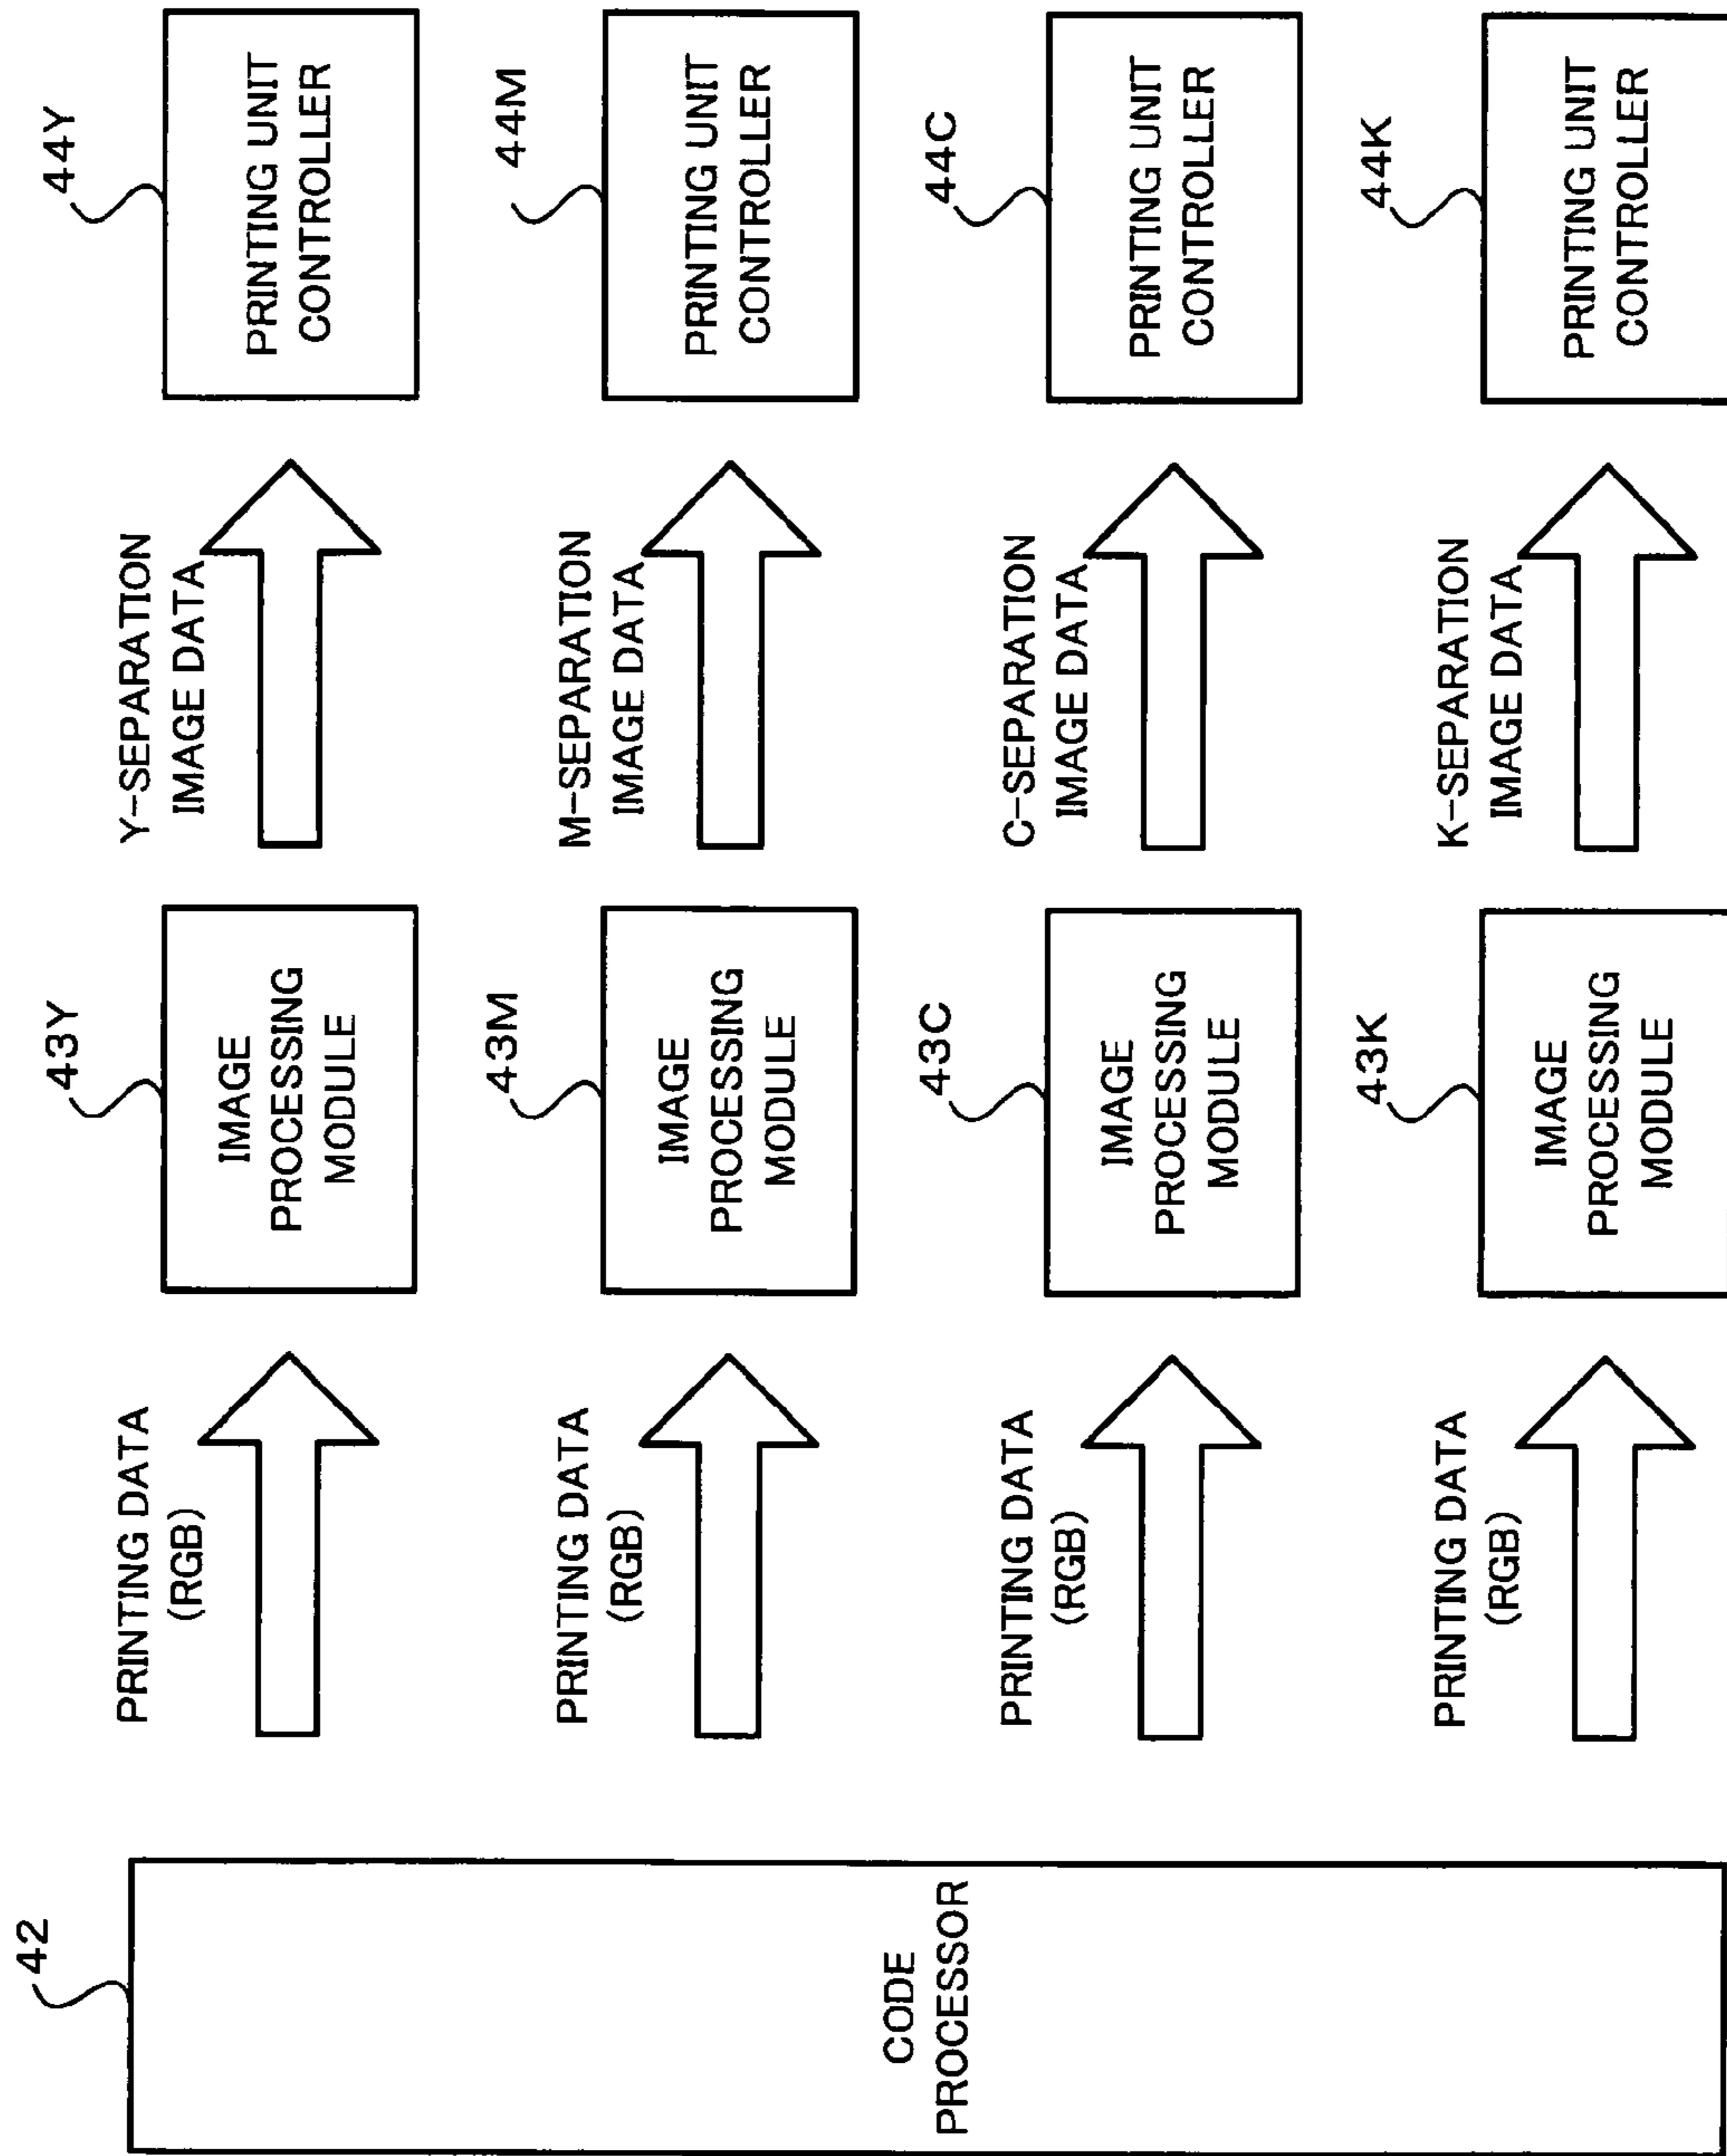 42
CODE
PROCESSOR
PRINTING DATA
(RGB)
43Y
IMAGE
PROCESSING
MODULE
Y-SEPARATION
IMAGE DATA
44Y
PRINTING UNIT
CONTROLLER
PRINTING DATA
(RGB)
43M
IMAGE
PROCESSING
MODULE
M-SEPARATION
IMAGE DATA
44M
PRINTING UNIT
CONTROLLER
PRINTING DATA
(RGB)
43C
IMAGE
PROCESSING
MODULE
C-SEPARATION
IMAGE DATA
44C
PRINTING UNIT
CONTROLLER
PRINTING DATA
(RGB)
43K
IMAGE
PROCESSING
MODULE
K-SEPARATION
IMAGE DATA
44K
PRINTING UNIT
CONTROLLER